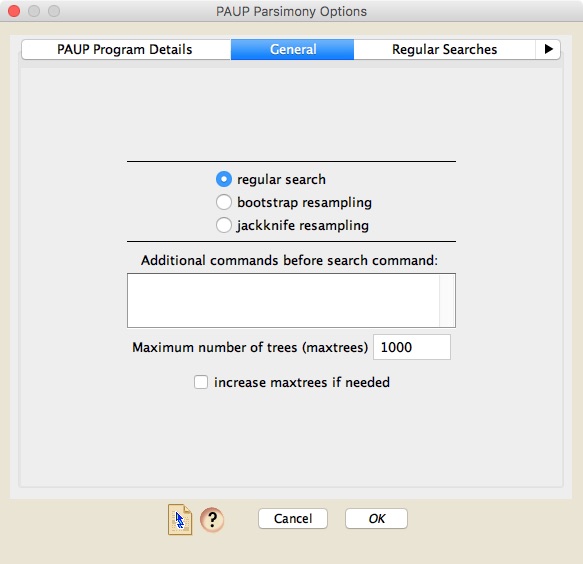 PAUP Parsimony Options
PAUP Program Details General Regular Searches
regular search
bootstrap resampling
jackknife resampling
Additional commands before search command:
Maximum number of trees (maxtrees) 1000
increase maxtrees if needed
? Cancel OK